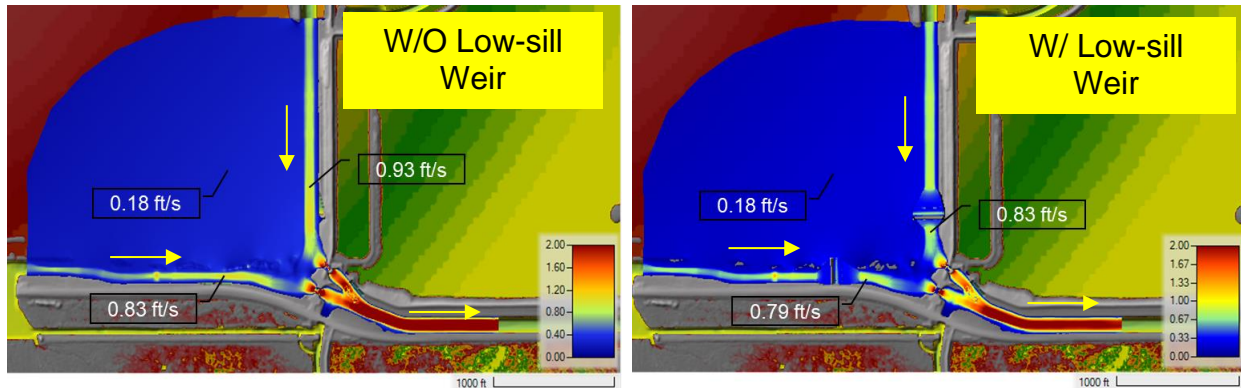 W/O Low-sill
Weir
0.93 ft/s
0.18 ft/s
0.83 ft/s
2.00
1.60
1.20
0.80
0.40
0.00
1000 ft
W/ Low-sill
Weir
0.18 ft/s
0.83 ft/s
0.79 ft/s
2.00
1.67
1.33
1.00
0.67
0.33
0.00
1000 ft